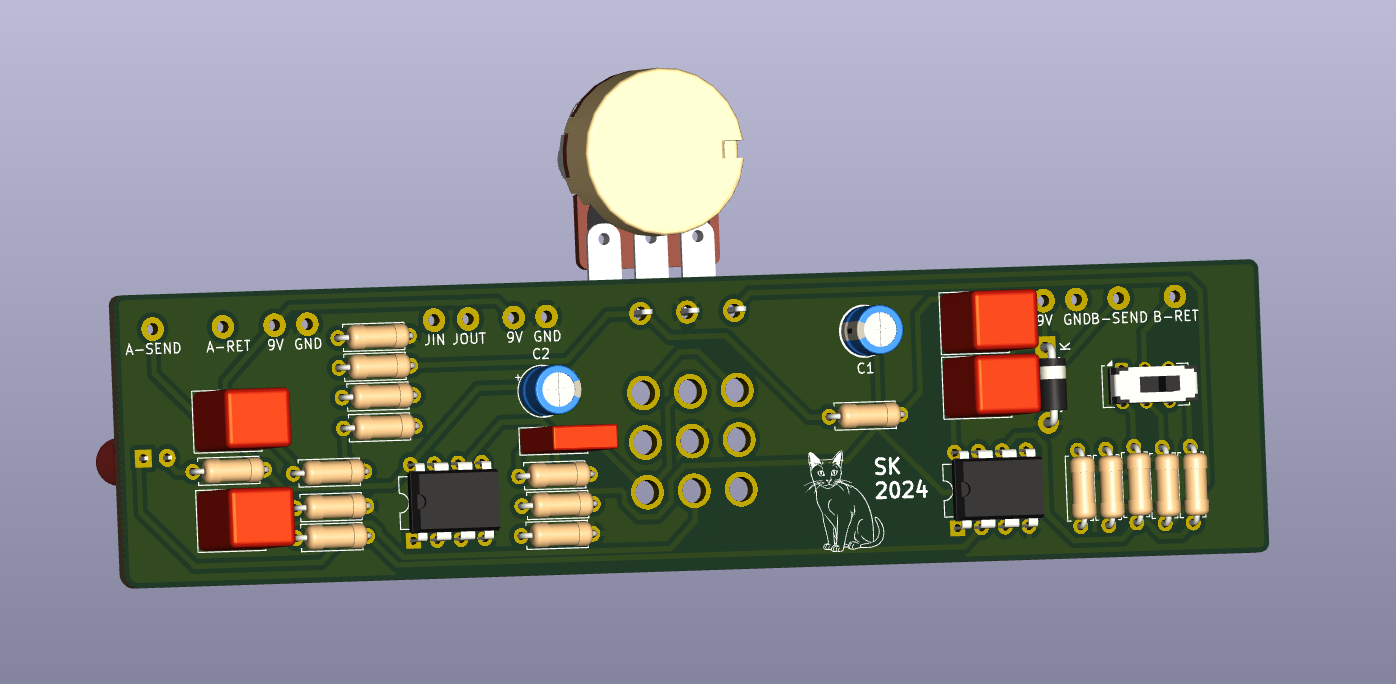 A-SEND
A-RET
9V
GND
JIN
JOUT
9V
GND
C2
+
C1
9V
GND
B-SEND
B-RET
K
SK
2024